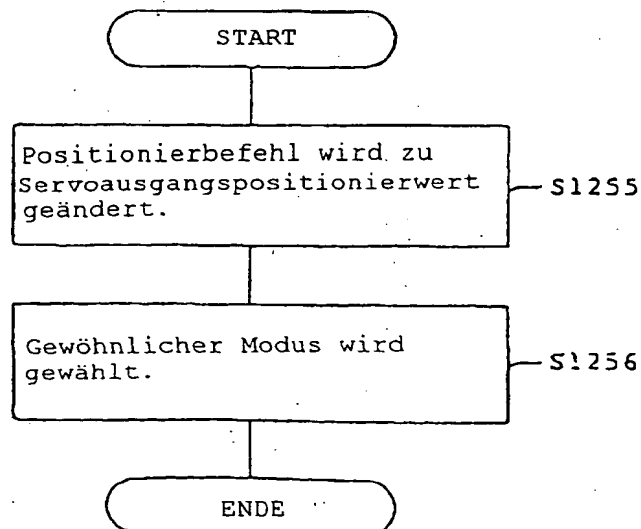 START
Positionierbefehl wird zu
Servoausgangspositionierwert
geändert.
S1255
Gewöhnlicher Modus wird
gewählt.
S1256
ENDE